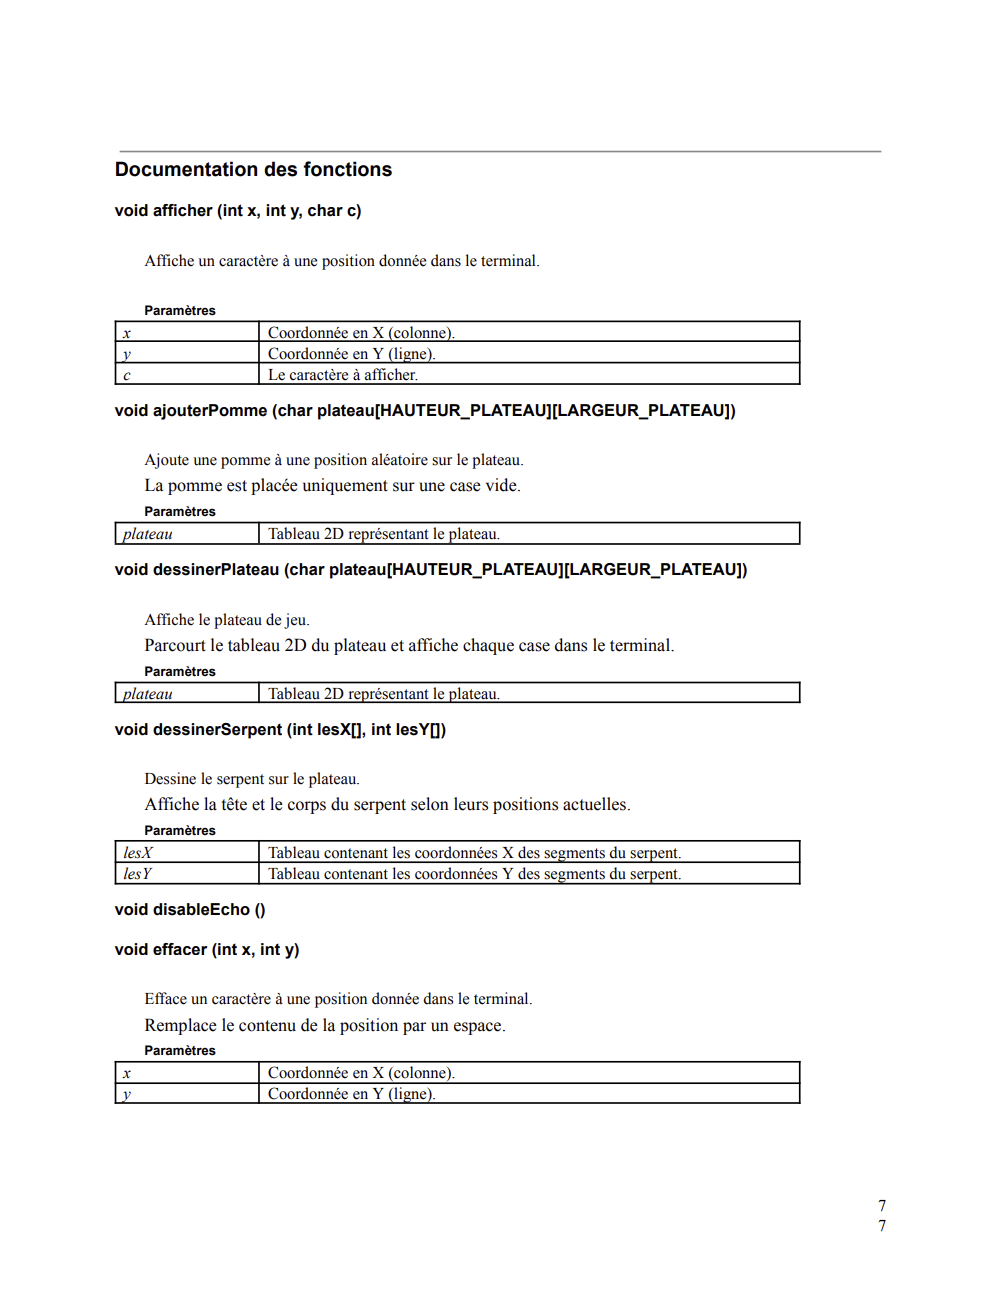 Documentation des fonctions
void afficher (int x, int y, char c)
Affiche un caractère à une position donnée dans le terminal.
Paramètres
x Coordonnée en X (colonne).
y Coordonnée en Y (ligne).
c Le caractère à afficher.
void ajouterPomme (char plateau[HAUTEUR_PLATEAU][LARGEUR_PLATEAU])
Ajoute une pomme à une position aléatoire sur le plateau.
La pomme est placée uniquement sur une case vide.
Paramètres
plateau Tableau 2D représentant le plateau.
void dessinerPlateau (char plateau[HAUTEUR_PLATEAU][LARGEUR_PLATEAU])
Affiche le plateau de jeu.
Parcourt le tableau 2D du plateau et affiche chaque case dans le terminal.
Paramètres
plateau Tableau 2D représentant le plateau.
void dessinerSerpent (int lesX[], int lesY[])
Dessine le serpent sur le plateau.
Affiche la tête et le corps du serpent selon leurs positions actuelles.
Paramètres
lesX Tableau contenant les coordonnées X des segments du serpent.
lesY Tableau contenant les coordonnées Y des segments du serpent.
void disableEcho ()
void effacer (int x, int y)
Efface un caractère à une position donnée dans le terminal.
Remplace le contenu de la position par un espace.
Paramètres
x Coordonnée en X (colonne).
y Coordonnée en Y (ligne).
7
7